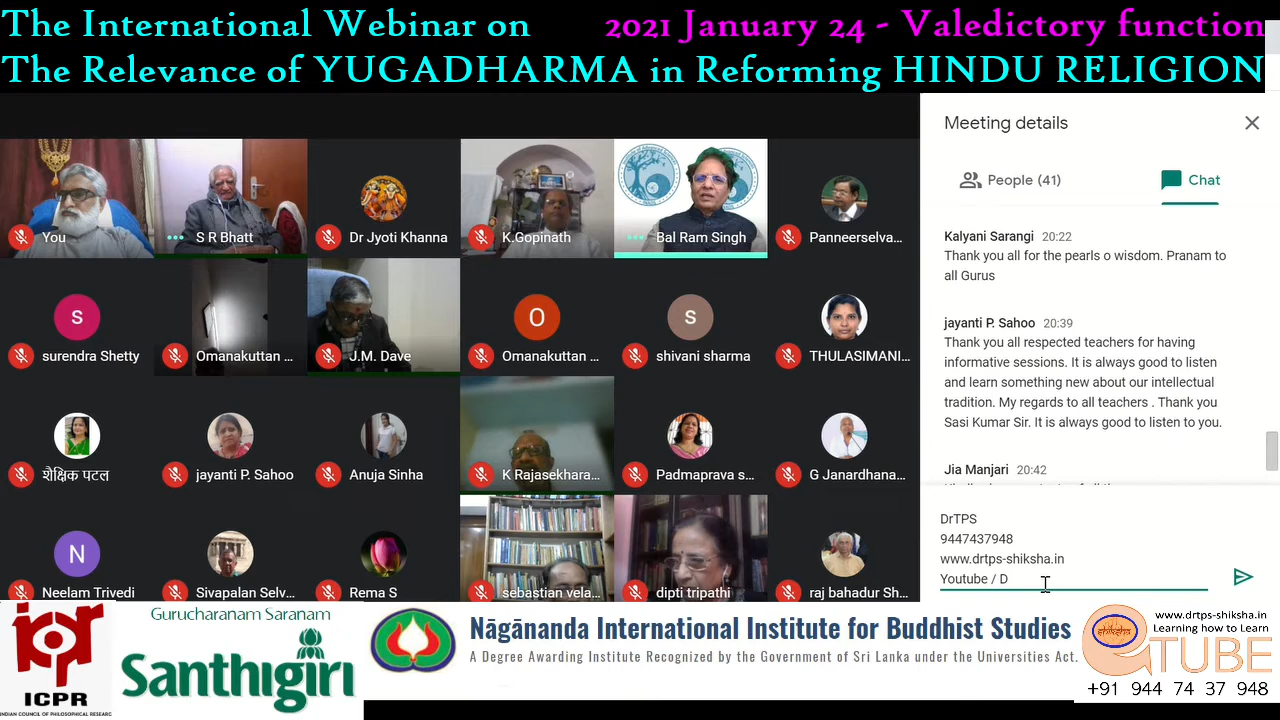 The International Webinar on
2021 January 24 - Valedictory function
The Relevance of YUGADHARMA in Reforming HINDU RELIGION
You
S R Bhatt
Dr Jyoti Khanna
K.Gopinath
Bal Ram Singh
Panneerselva...
surendra Shetty
Omanakuttan ...
J.M. Dave
Omanakuttan ...
shivani sharma
THULASIMANI...
शैक्षिक पटल
jayanti P. Sahoo
Anuja Sinha
K Rajasekhara...
Padmaprava s...
G Janardhana...
Neelam Trivedi
Sivapalan Selv...
Rema S
sebastian vela...
dipti tripathi
raj bahadur Sh...
S
O
S
N
Meeting details
People (41)
Chat
Kalyani Sarangi 20:22
Thank you all for the pearls o wisdom. Pranam to
all Gurus
jayanti P. Sahoo 20:39
Thank you all respected teachers for having
informative sessions. It is always good to listen
and learn something new about our intellectual
tradition. My regards to all teachers . Thank you
Sasi Kumar Sir. It is always good to listen to you.
Jia Manjari 20:42
DrTPS
9447437948
www.drtps-shiksha.in
Youtube / D
icpr
ICPR
INDIAN COUNCIL OF PHILOSOPHICAL RESEARC
Gurucharanam Saranam
Santhigiri
Nāgānanda International Institute for Buddhist Studies
A Degree Awarding Institute Recognized by the Government of Sri Lanka under the Universities Act.
shiksha
www.drtps-shiksha.in
Learning how to Learn
TUBE
+91 944 74 37 948